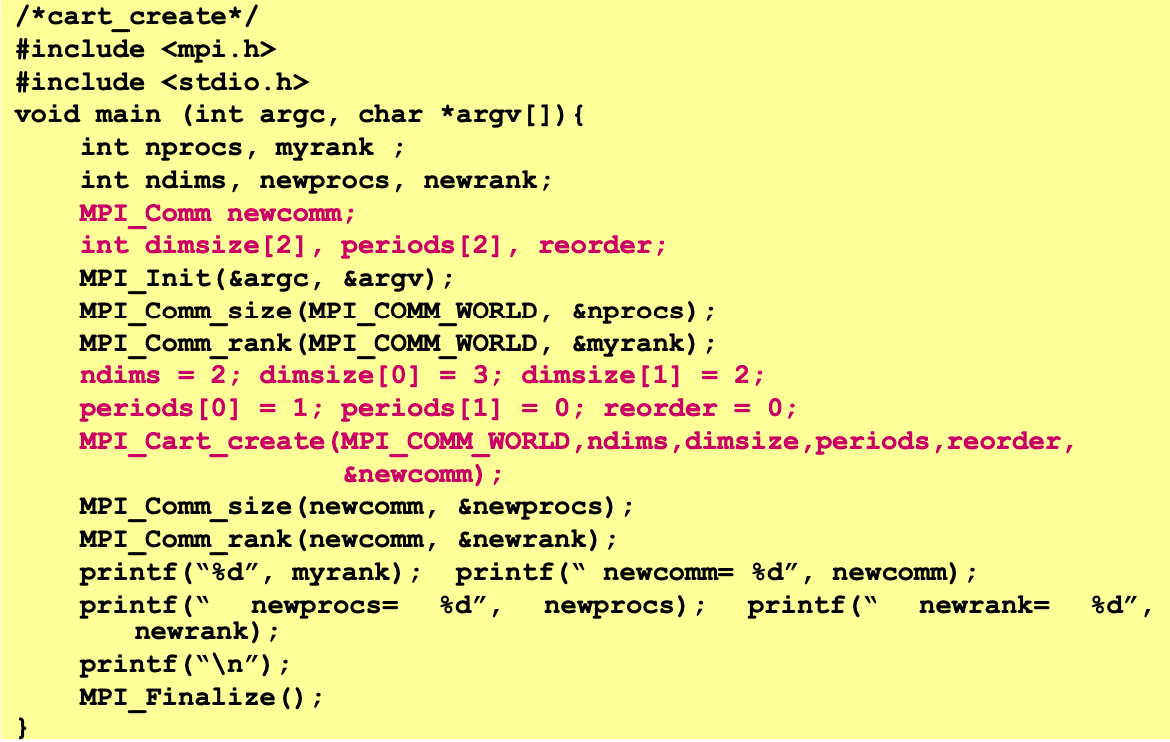 /*cart_create*/
#include <mpi.h>
#include <stdio.h>
void main (int argc, char *argv[]){
int nprocs, myrank ;
int ndims, newprocs, newrank;
MPI_Comm newcomm;
int dimsize[2], periods[2], reorder;
MPI_Init(&argc, &argv);
MPI_Comm_size(MPI_COMM_WORLD, &nprocs);
MPI_Comm_rank(MPI_COMM_WORLD, &myrank);
ndims = 2; dimsize[0] = 3; dimsize[1] = 2;
periods[0] = 1; periods[1] = 0; reorder = 0;
MPI_Cart_create(MPI_COMM_WORLD,ndims,dimsize,periods,reorder,
&newcomm);
MPI_Comm_size(newcomm, &newprocs);
MPI_Comm_rank(newcomm, &newrank);
printf(“%d”, myrank);  printf(“ newcomm= %d”, newcomm);
printf(“  newprocs=  %d”,  newprocs);  printf(“  newrank=  %d”,
newrank);
printf(“\n”);
MPI_Finalize();
}